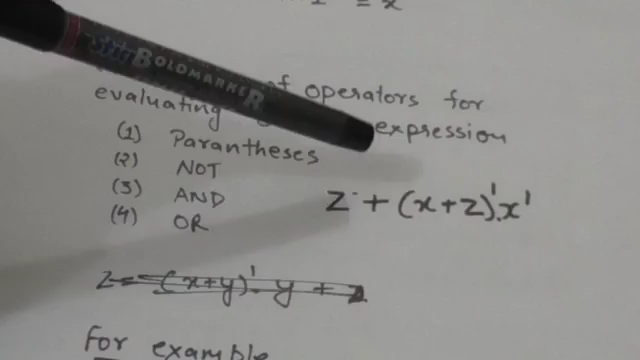 = x
BOLDMARKER
of operators for
evaluating expression
(1) Parantheses
(2) NOT
(3) AND
(4) OR
z + (x+z)'.x'
z = (x+y)' y + z
For example